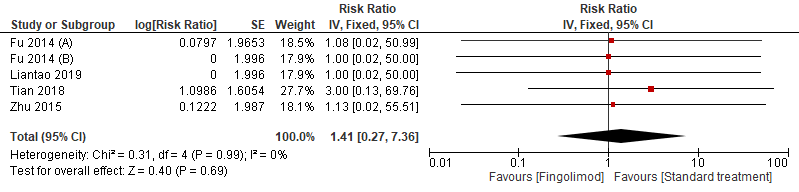 Risk Ratio Risk Ratio
Study or Subgroup log[Risk Ratio] SE Weight IV, Fixed, 95% CI IV, Fixed, 95% CI
Fu 2014 (A) 0.0797 1.9653 18.5% 1.08 [0.02, 50.99]
Fu 2014 (B) 0 1.996 17.9% 1.00 [0.02, 50.00]
Liantao 2019 0 1.996 17.9% 1.00 [0.02, 50.00]
Tian 2018 1.0986 1.6054 27.7% 3.00 [0.13, 69.76]
Zhu 2015 0.1222 1.987 18.1% 1.13 [0.02, 55.51]
Total (95% CI) 100.0% 1.41 [0.27, 7.36]
Heterogeneity: Chi² = 0.31, df = 4 (P = 0.99); I² = 0%
Test for overall effect: Z = 0.40 (P = 0.69)
0.01 0.1 1 10 100
Favours [Fingolimod] Favours [Standard treatment]